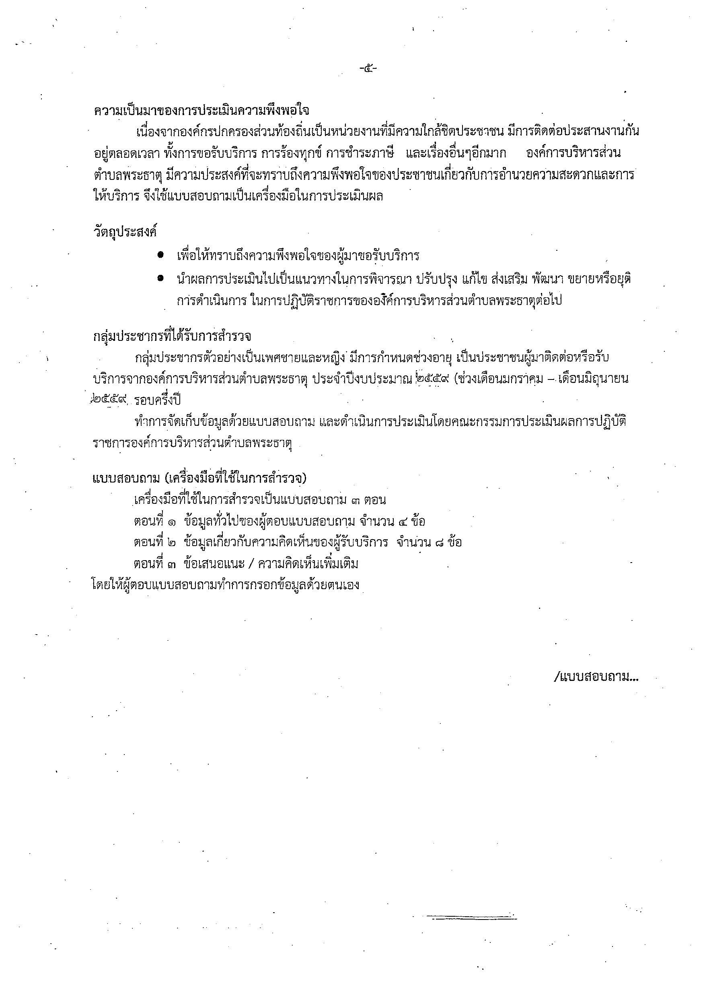 -๕-
ความเป็นมาของการประเมินความพึงพอใจ
เนื่องจากองค์กรปกครองส่วนท้องถิ่นเป็นหน่วยงานที่มีความใกล้ชิดประชาชน มีการติดต่อประสานงานกัน
อยู่ตลอดเวลา ทั้งการขอรับบริการ การร้องทุกข์ การชำระภาษี และเรื่องอื่นๆอีกมาก องค์การบริหารส่วน
ตำบลพระธาตุ มีความประสงค์ที่จะทราบถึงความพึงพอใจของประชาชนเกี่ยวกับการอำนวยความสะดวกและการ
ให้บริการ จึงใช้แบบสอบถามเป็นเครื่องมือในการประเมินผล
วัตถุประสงค์
● เพื่อให้ทราบถึงความพึงพอใจของผู้มาขอรับบริการ
● นำผลการประเมินไปเป็นแนวทางในการพิจารณา ปรับปรุง แก้ไข ส่งเสริม พัฒนา ขยายหรือยุติ
การดำเนินการ ในการปฏิบัติราชการขององค์การบริหารส่วนตำบลพระธาตุต่อไป
กลุ่มประชากรที่ได้รับการสำรวจ
กลุ่มประชากรตัวอย่างเป็นเพศชายและหญิง มีการกำหนดช่วงอายุ เป็นประชาชนผู้มาติดต่อหรือรับ
บริการจากองค์การบริหารส่วนตำบลพระธาตุ ประจำปีงบประมาณ ๒๕๕๙ (ช่วงเดือนมกราคม – เดือนมิถุนายน
๒๕๕๙ รอบครึ่งปี
ทำการจัดเก็บข้อมูลด้วยแบบสอบถาม และดำเนินการประเมินโดยคณะกรรมการประเมินผลการปฏิบัติ
ราชการองค์การบริหารส่วนตำบลพระธาตุ
แบบสอบถาม (เครื่องมือที่ใช้ในการสำรวจ)
เครื่องมือที่ใช้ในการสำรวจเป็นแบบสอบถาม ๓ ตอน
ตอนที่ ๑ ข้อมูลทั่วไปของผู้ตอบแบบสอบถาม จำนวน ๔ ข้อ
ตอนที่ ๒ ข้อมูลเกี่ยวกับความคิดเห็นของผู้รับบริการ จำนวน ๘ ข้อ
ตอนที่ ๓ ข้อเสนอแนะ / ความคิดเห็นเพิ่มเติม
โดยให้ผู้ตอบแบบสอบถามทำการกรอกข้อมูลด้วยตนเอง
/แบบสอบถาม...